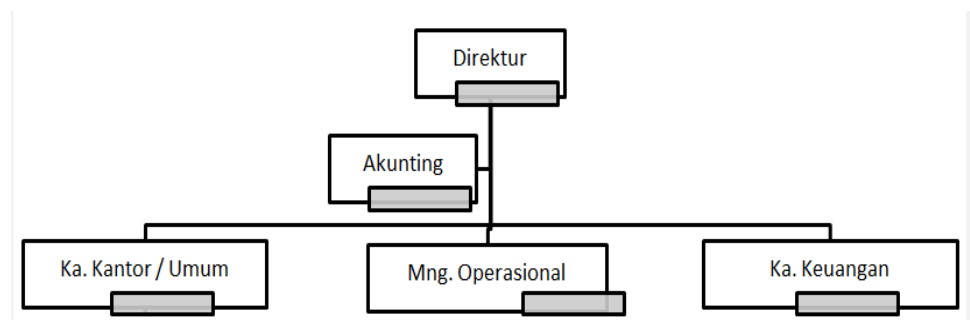 Direktur
Akunting
Ka. Kantor / Umum
Mng. Operasional
Ka. Keuangan